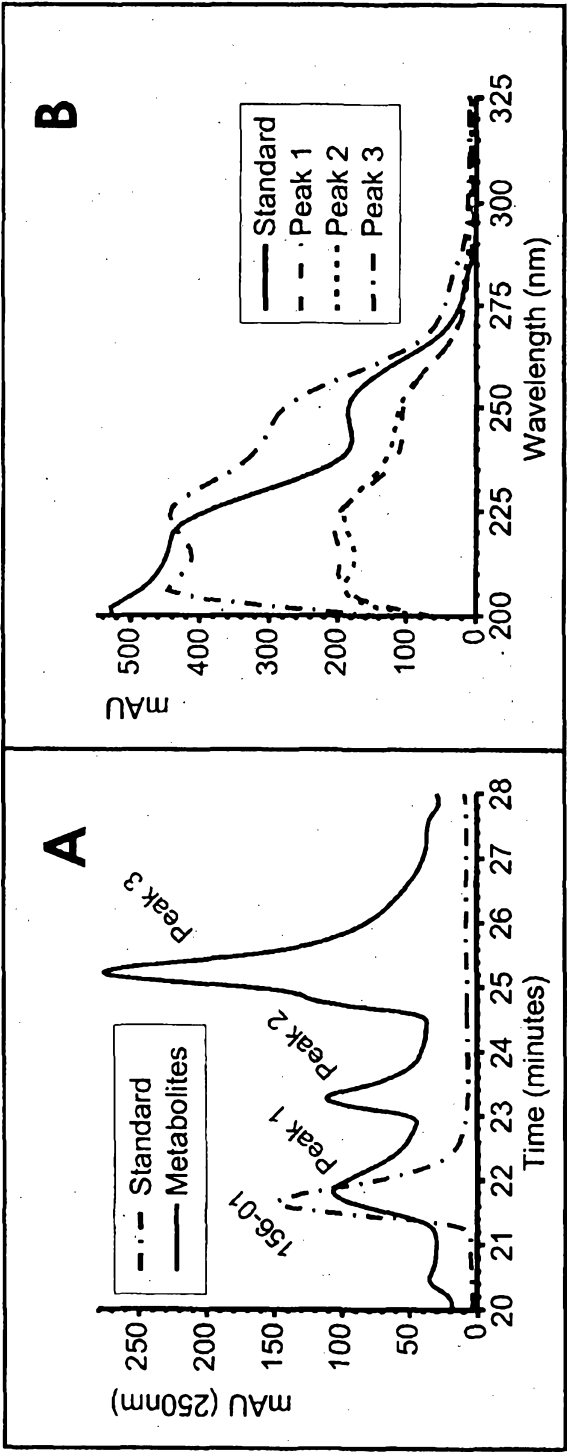 A
mAU (250nm)
250
200
150
100
50
0
Standard
Metabolites
156-01
Peak 1
Peak 2
Peak 3
20 21 22 23 24 25 26 27 28
Time (minutes)
B
mAU
500
400
300
200
100
0
Standard
Peak 1
Peak 2
Peak 3
200 225 250 275 300 325
Wavelength (nm)